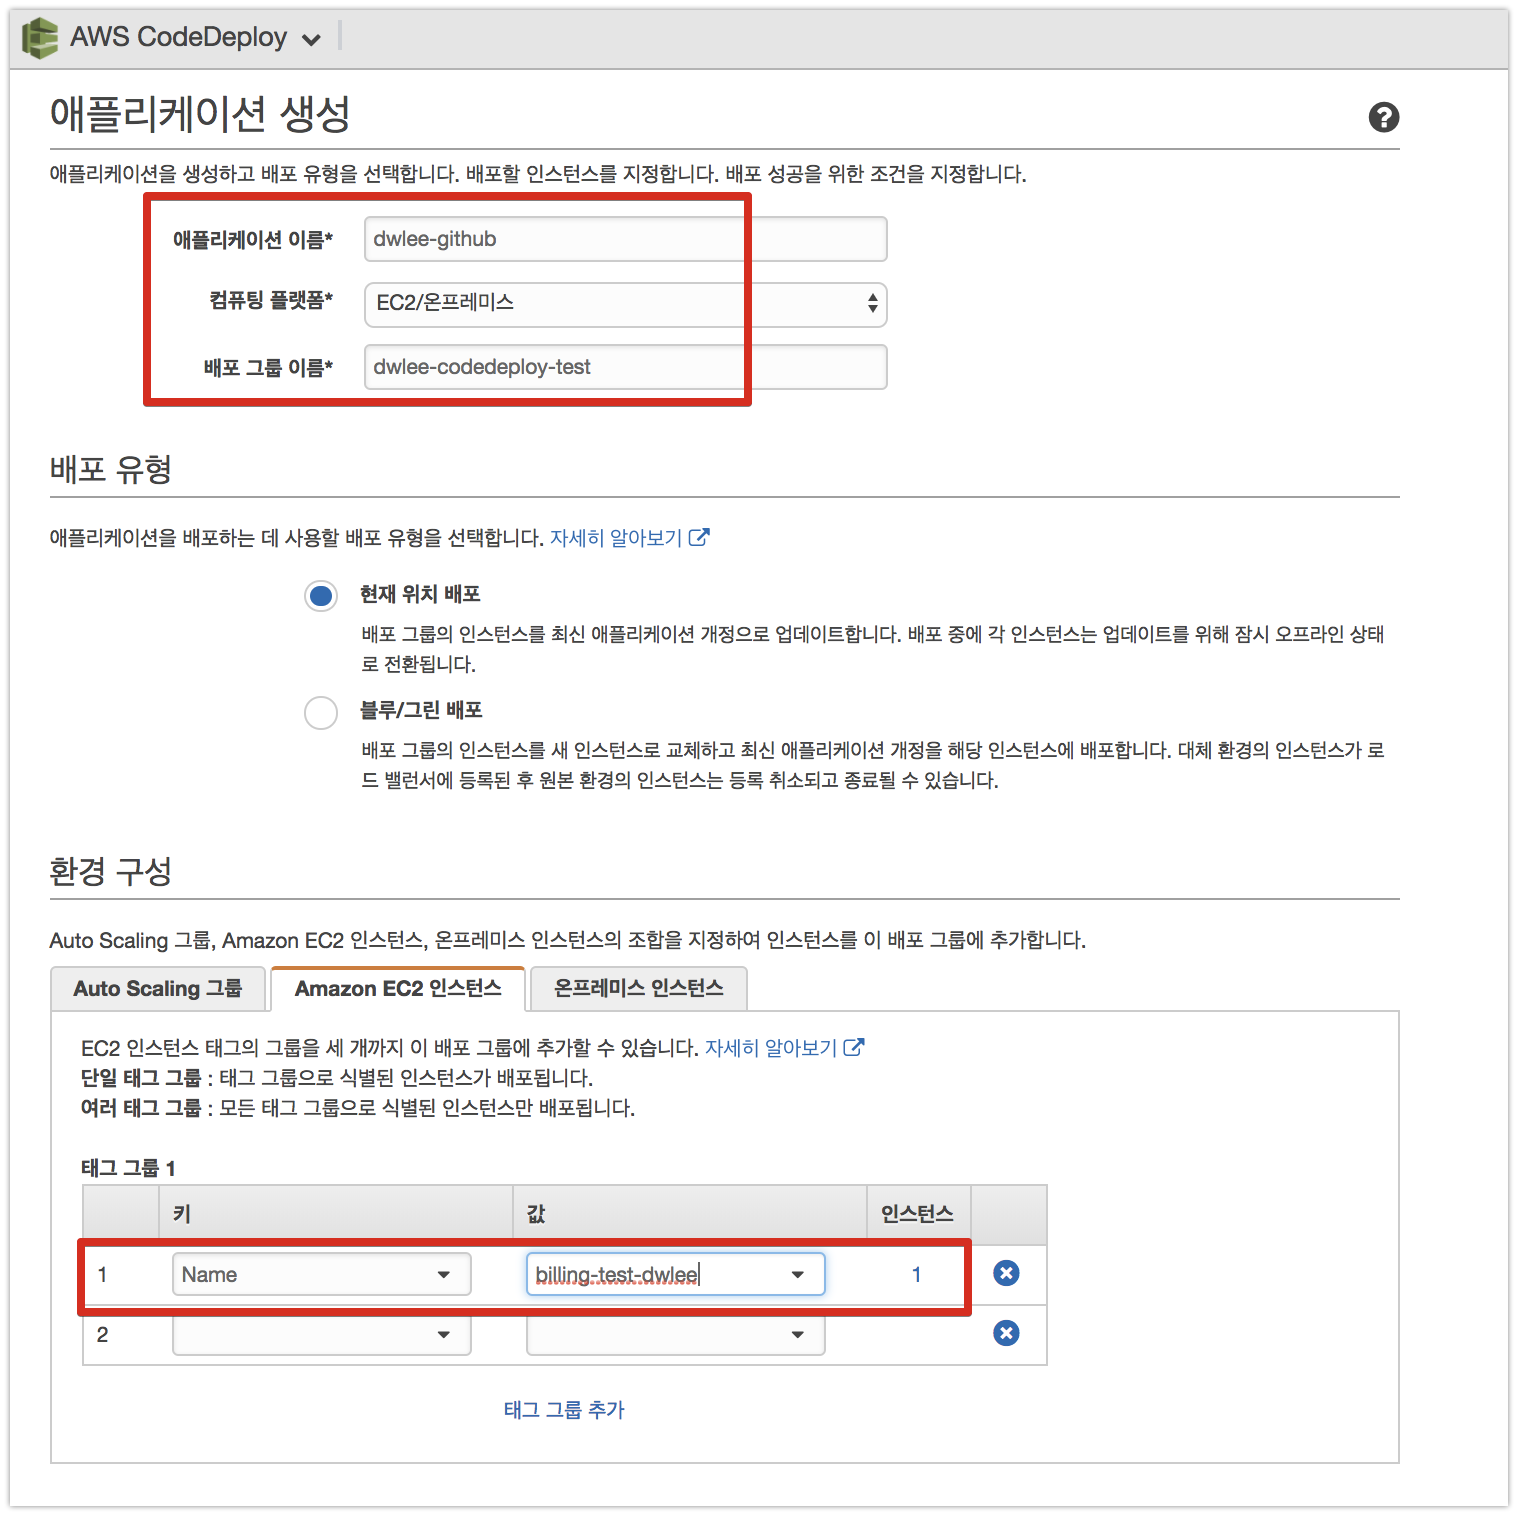 AWS CodeDeploy
애플리케이션 생성
애플리케이션을 생성하고 배포 유형을 선택합니다. 배포할 인스턴스를 지정합니다. 배포 성공을 위한 조건을 지정합니다.
애플리케이션 이름* dwlee-github
컴퓨팅 플랫폼* EC2/온프레미스
배포 그룹 이름* dwlee-codedeploy-test
배포 유형
애플리케이션을 배포하는 데 사용할 배포 유형을 선택합니다. 자세히 알아보기
현재 위치 배포
배포 그룹의 인스턴스를 최신 애플리케이션 개정으로 업데이트합니다. 배포 중에 각 인스턴스는 업데이트를 위해 잠시 오프라인 상태
로 전환됩니다.
블루/그린 배포
배포 그룹의 인스턴스를 새 인스턴스로 교체하고 최신 애플리케이션 개정을 해당 인스턴스에 배포합니다. 대체 환경의 인스턴스가 로
드 밸런서에 등록된 후 원본 환경의 인스턴스는 등록 취소되고 종료될 수 있습니다.
환경 구성
Auto Scaling 그룹, Amazon EC2 인스턴스, 온프레미스 인스턴스의 조합을 지정하여 인스턴스를 이 배포 그룹에 추가합니다.
Auto Scaling 그룹 Amazon EC2 인스턴스 온프레미스 인스턴스
EC2 인스턴스 태그의 그룹을 세 개까지 이 배포 그룹에 추가할 수 있습니다. 자세히 알아보기
단일 태그 그룹 : 태그 그룹으로 식별된 인스턴스가 배포됩니다.
여러 태그 그룹 : 모든 태그 그룹으로 식별된 인스턴스만 배포됩니다.
태그 그룹 1
키 값 인스턴스
1 Name billing-test-dwlee 1
2
태그 그룹 추가